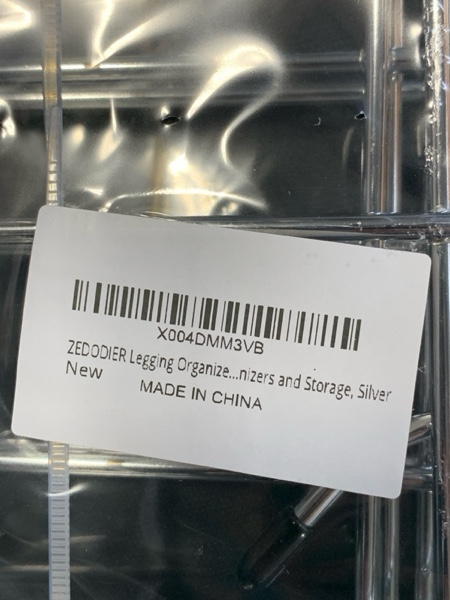 X004DMM3VB
ZEDODIER Legging Organize...nizers and Storage, Silver
New
MADE IN CHINA